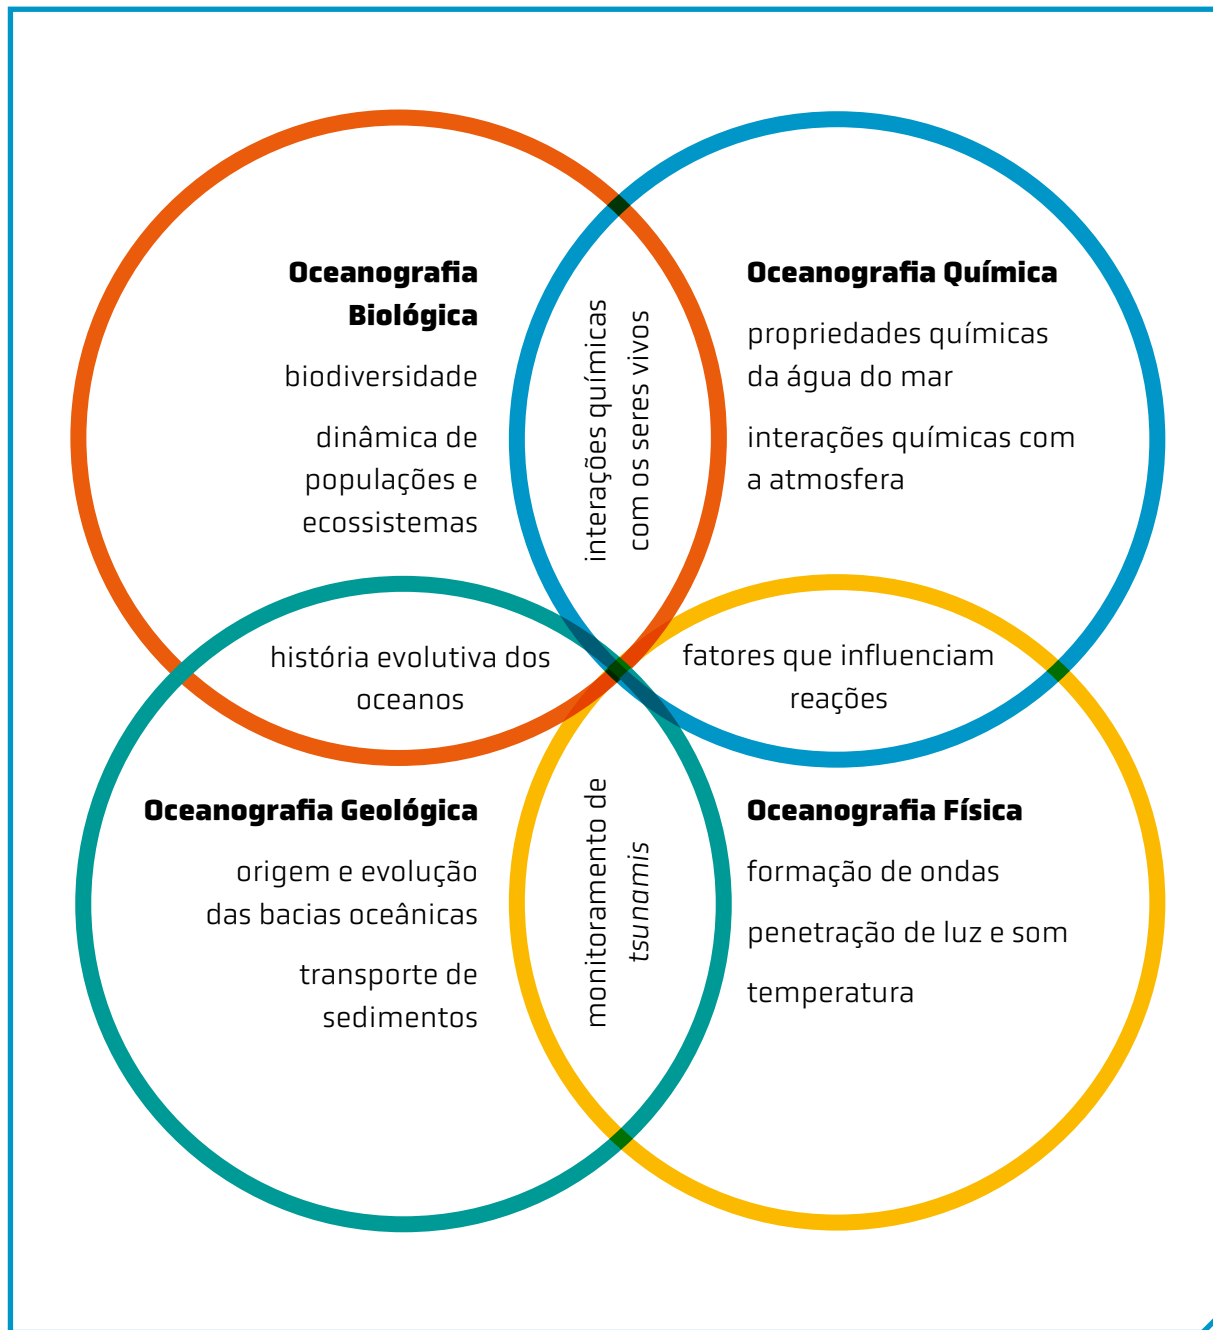 Oceanografia
Biológica
biodiversidade
dinâmica de
populações e
ecossistemas
interações químicas
com os seres vivos
Oceanografia Química
propriedades químicas
da água do mar
interações químicas com
a atmosfera
história evolutiva dos
oceanos
fatores que influenciam
reações
Oceanografia Geológica
origem e evolução
das bacias oceânicas
transporte de
sedimentos
monitoramento de
tsunamis
Oceanografia Física
formação de ondas
penetração de luz e som
temperatura